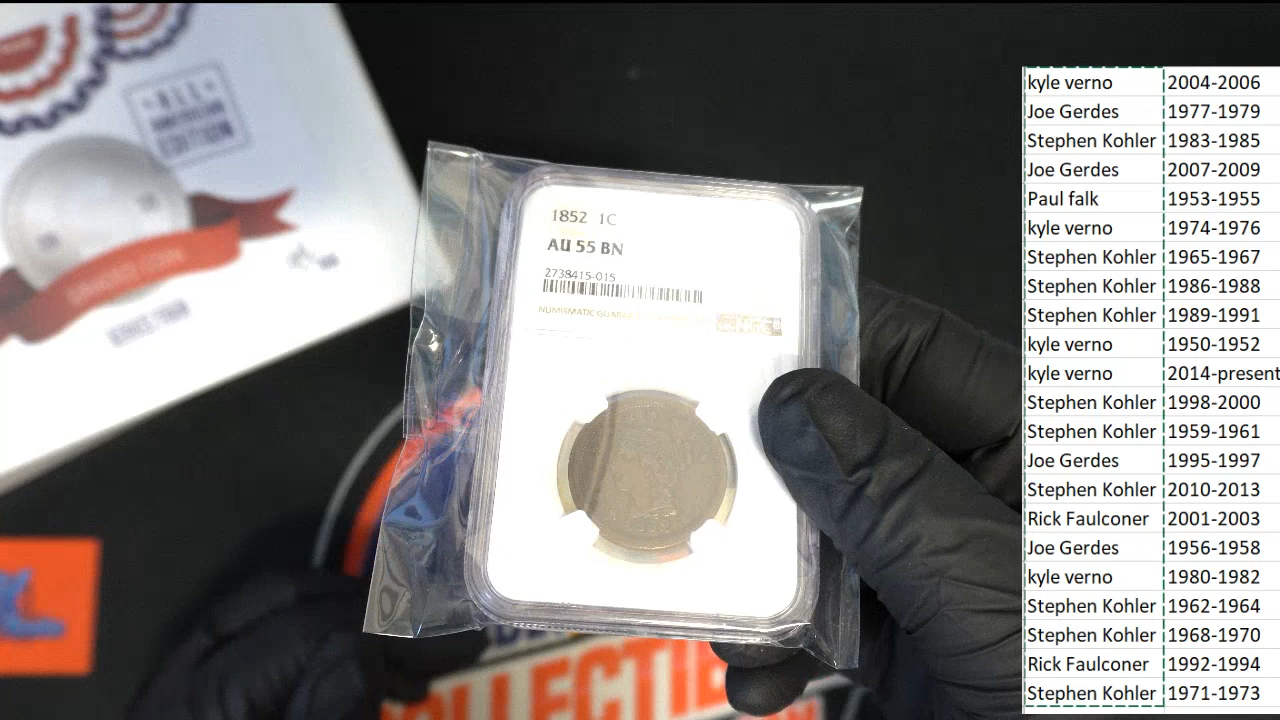 ALL
AMERICAN
EDITION
1852 1C
AU 55 BN
2738415-015
NUMISMATIC GUARA
kyle verno 2004-2006
Joe Gerdes 1977-1979
Stephen Kohler 1983-1985
Joe Gerdes 2007-2009
Paul falk 1953-1955
kyle verno 1974-1976
Stephen Kohler 1965-1967
Stephen Kohler 1986-1988
Stephen Kohler 1989-1991
kyle verno 1950-1952
kyle verno 2014-present
Stephen Kohler 1998-2000
Stephen Kohler 1959-1961
Joe Gerdes 1995-1997
Stephen Kohler 2010-2013
Rick Faulconer 2001-2003
Joe Gerdes 1956-1958
kyle verno 1980-1982
Stephen Kohler 1962-1964
Stephen Kohler 1968-1970
Rick Faulconer 1992-1994
Stephen Kohler 1971-1973